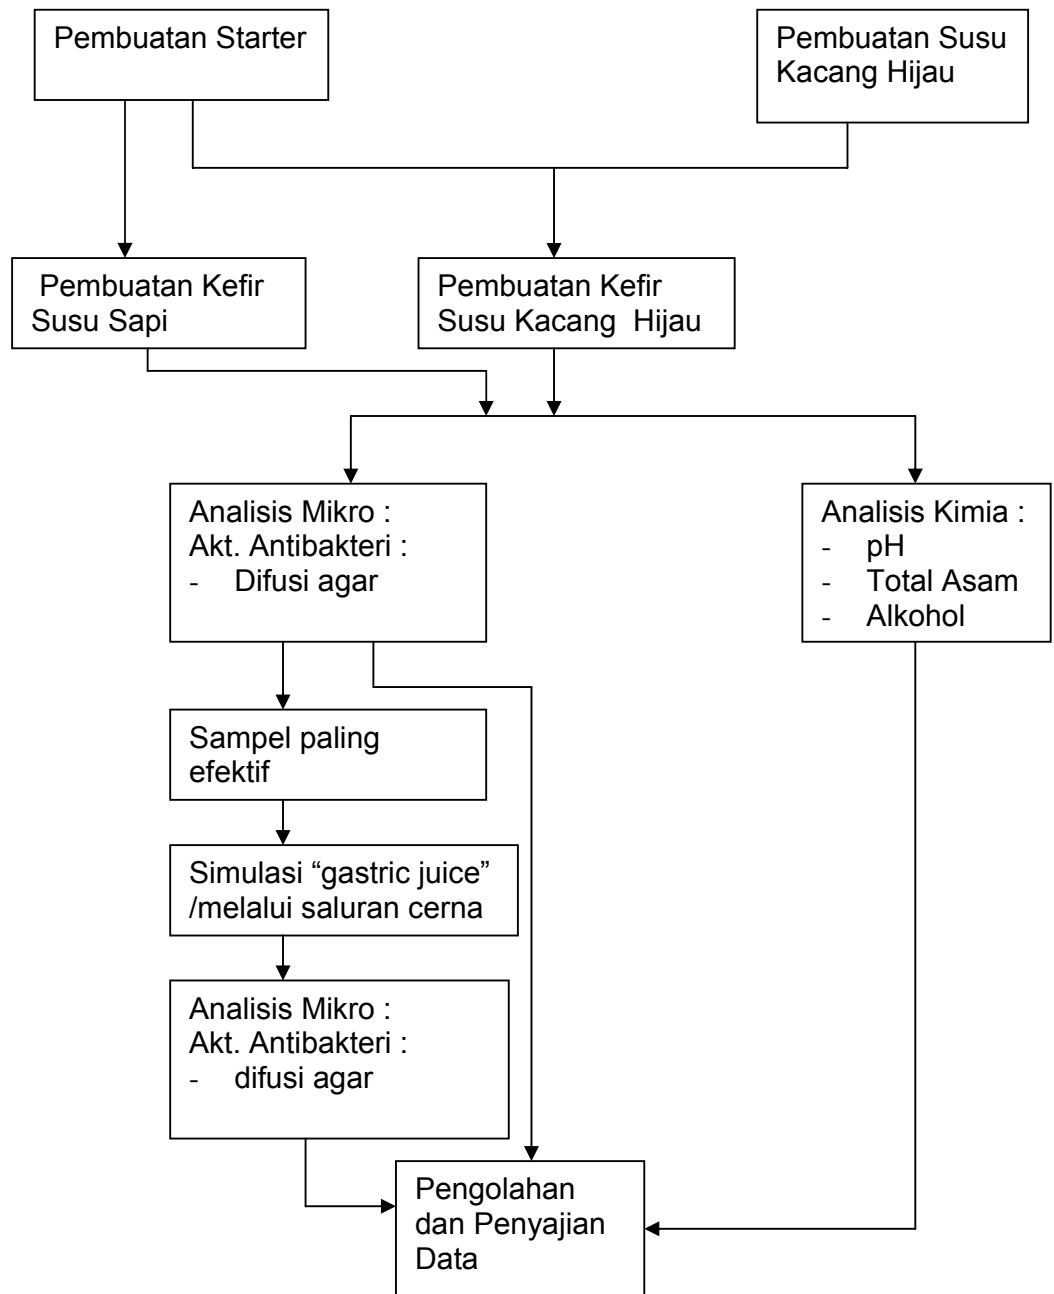 Pembuatan Starter
Pembuatan Susu
Kacang Hijau
Pembuatan Kefir
Susu Sapi
Pembuatan Kefir
Susu Kacang Hijau
Analisis Mikro :
Akt. Antibakteri :
- Difusi agar
Analisis Kimia :
- pH
- Total Asam
- Alkohol
Sampel paling
efektif
Simulasi “gastric juice”
/melalui saluran cerna
Analisis Mikro :
Akt. Antibakteri :
- difusi agar
Pengolahan
dan Penyajian
Data